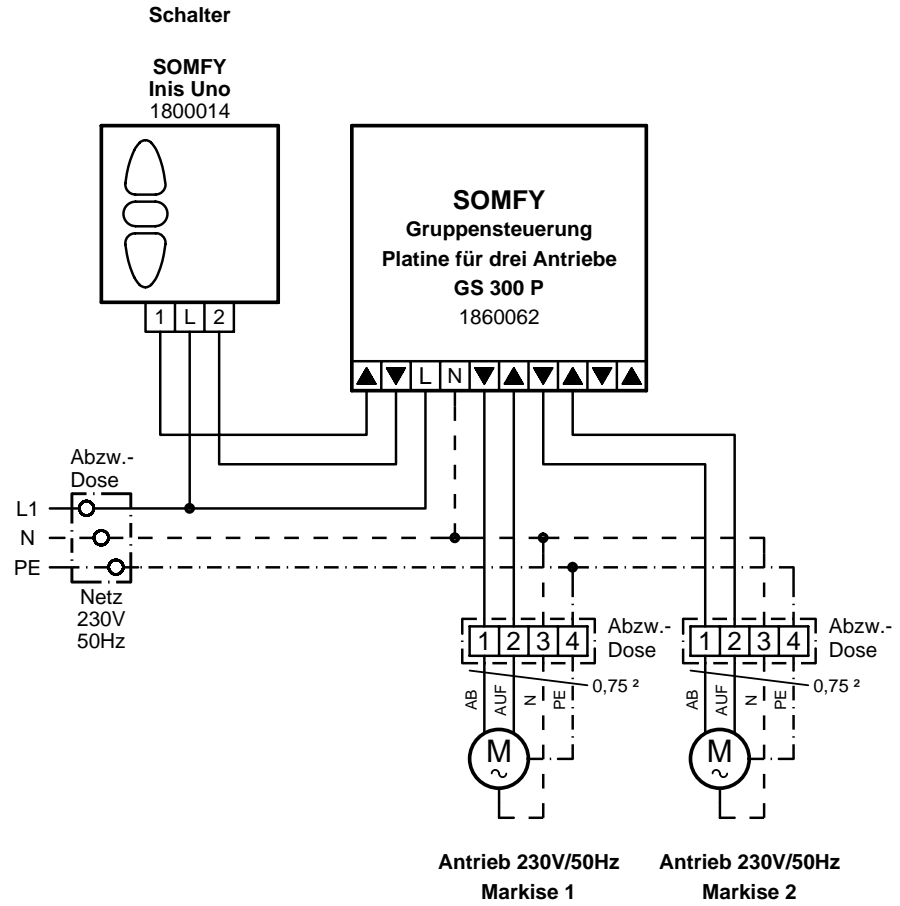 Schalter
SOMFY
Inis Uno
1800014
SOMFY
Gruppensteuerung
Platine für drei Antriebe
GS 300 P
1860062
1 L 2
▲ ▼ L N ▼ ▲ ▼ ▲ ▼ ▲
Abzw.-
Dose
L1
N
PE
Netz
230V
50Hz
1 2 3 4
Abzw.-
Dose
0,75 ²
AB AUF N PE
M
~
Antrieb 230V/50Hz
Markise 1
1 2 3 4
Abzw.-
Dose
0,75 ²
AB AUF N PE
M
~
Antrieb 230V/50Hz
Markise 2